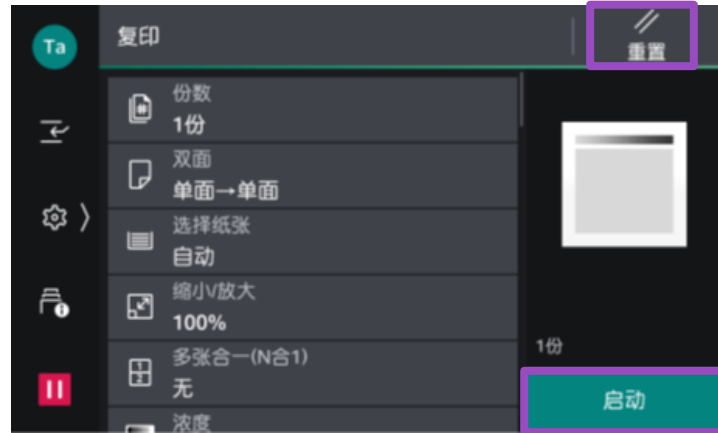 Ta
复印
重置
份数
1份
双面
单面→单面
选择纸张
自动
缩小/放大
100%
多张合一(N合1)
无
浓度
1份
启动